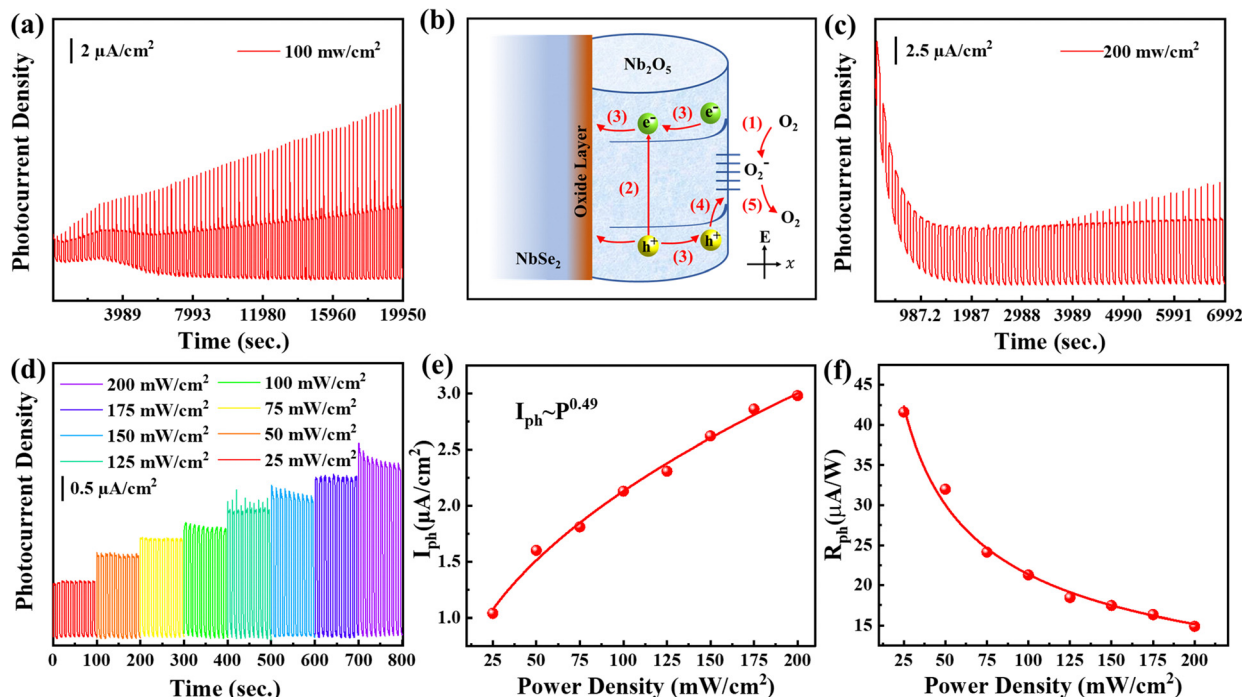 (a)
2 μA/cm²
100 mw/cm²
Photocurrent Density
3989 7993 11980 15960 19950
Time (sec.)
(b)
Nb₂O₅
(3) e⁻ (3) e⁻ (1) O₂
Oxide Layer
O₂⁻
(2)
(4) (5) O₂
h⁺ h⁺
(3)
NbSe₂
E
x
(c)
2.5 μA/cm²
200 mw/cm²
Photocurrent Density
987.2 1987 2988 3989 4990 5991 6992
Time (sec.)
(d)
200 mW/cm² 100 mW/cm²
175 mW/cm² 75 mW/cm²
150 mW/cm² 50 mW/cm²
125 mW/cm² 25 mW/cm²
0.5 μA/cm²
Photocurrent Density
0 100 200 300 400 500 600 700 800
Time (sec.)
(e)
I_ph~P^0.49
I_ph(μA/cm²)
3.0
2.5
2.0
1.5
1.0
25 50 75 100 125 150 175 200
Power Density (mW/cm²)
(f)
R_ph(μA/W)
45
40
35
30
25
20
15
25 50 75 100 125 150 175 200
Power Density (mW/cm²)